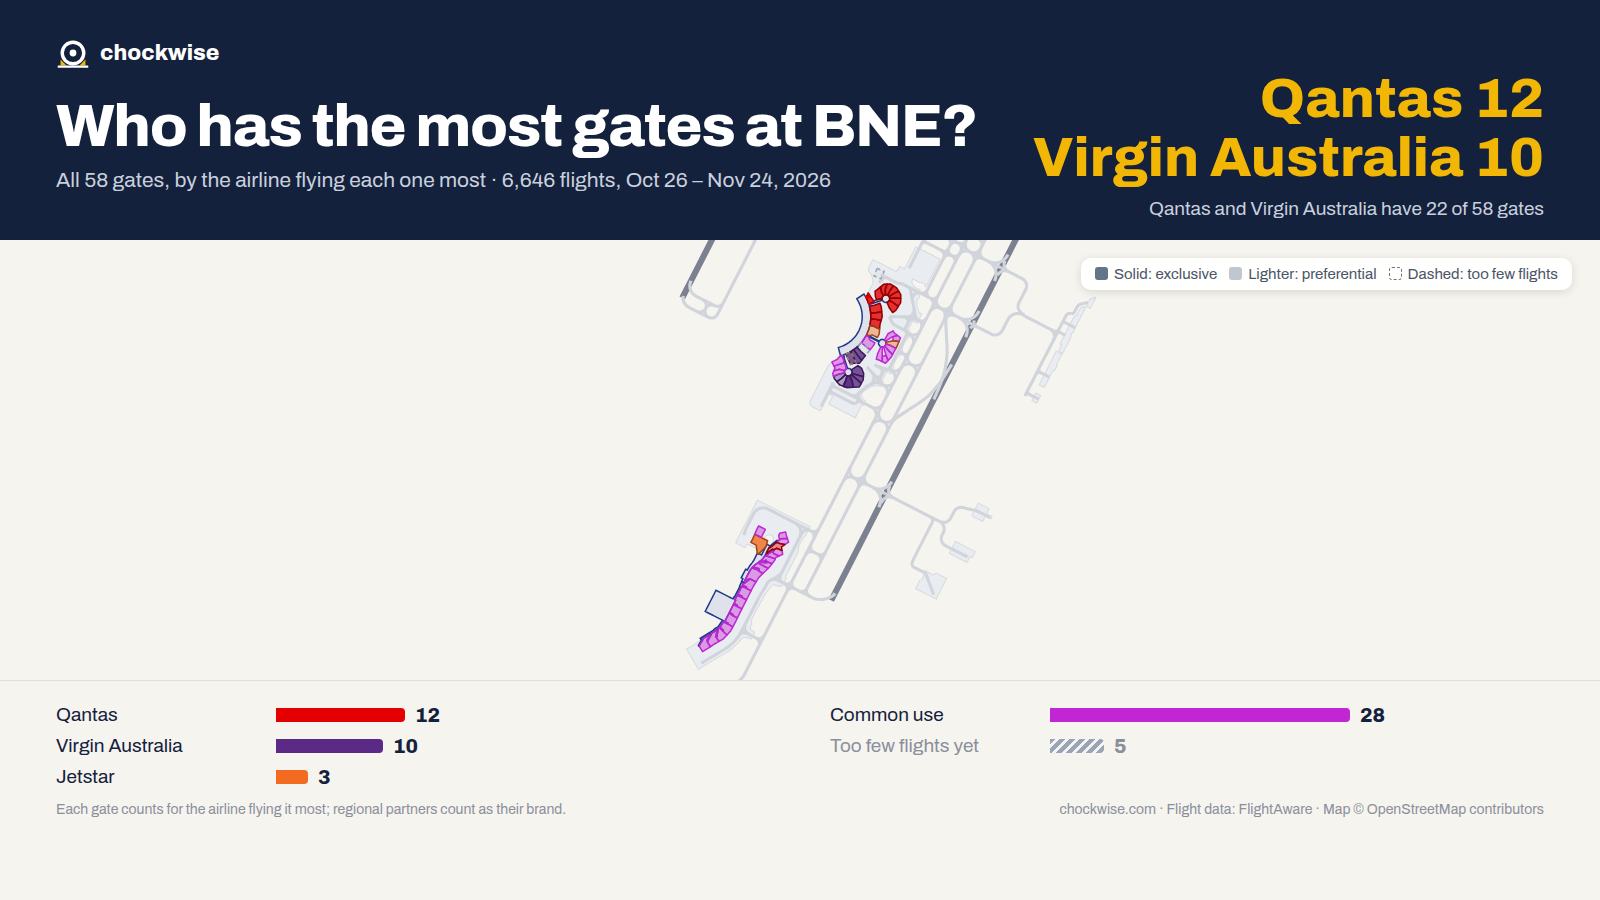 chockwise
Who has the most gates at BNE?
All 58 gates, by the airline flying each one most · 6,646 flights, Oct 26 – Nov 24, 2026
Qantas 12
Virgin Australia 10
Qantas and Virgin Australia have 22 of 58 gates
Solid: exclusive Lighter: preferential Dashed: too few flights
Qantas 12
Virgin Australia 10
Jetstar 3
Common use 28
Too few flights yet 5
Each gate counts for the airline flying it most; regional partners count as their brand.
chockwise.com · Flight data: FlightAware · Map © OpenStreetMap contributors